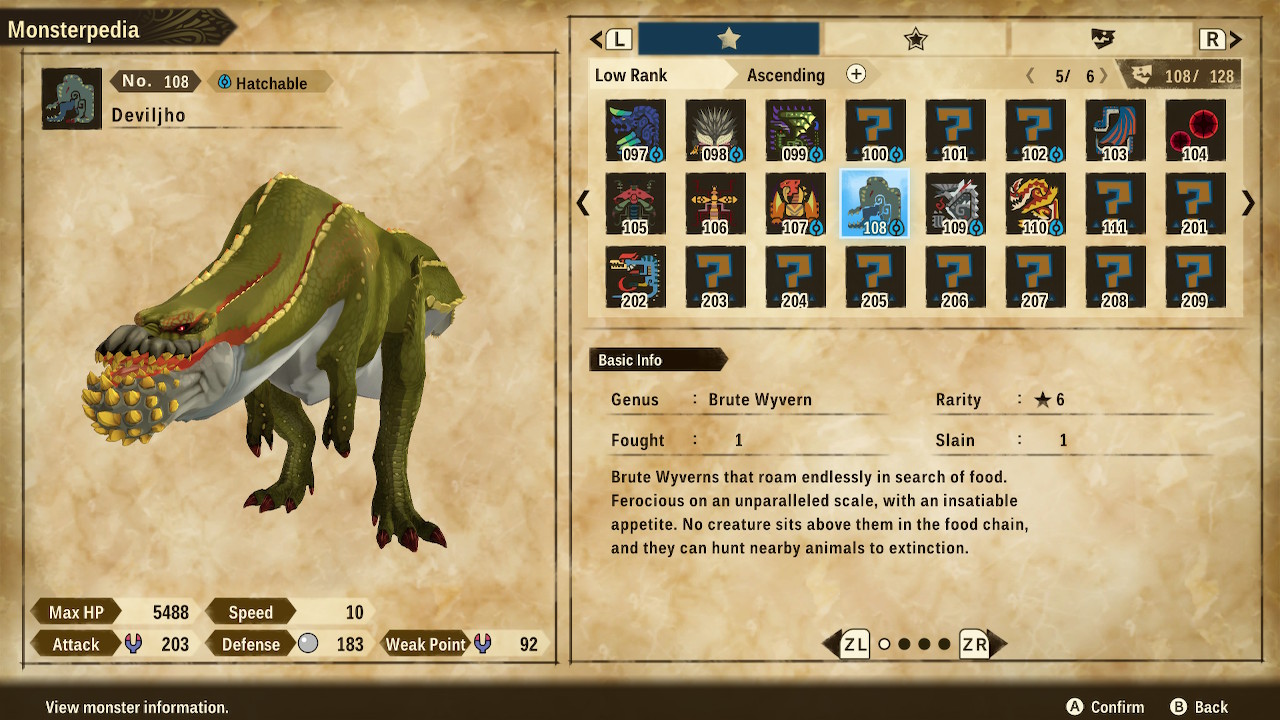 Monsterpedia
No. 108
Hatchable
Deviljho
Max HP 5488
Speed 10
Attack 203
Defense 183
Weak Point 92
L
R
Low Rank
Ascending
5/ 6
108/ 128
097 098 099 100 101 102 103 104
105 106 107 108 109 110 111 201
202 203 204 205 206 207 208 209
Basic Info
Genus : Brute Wyvern
Rarity : ★ 6
Fought : 1
Slain : 1
Brute Wyverns that roam endlessly in search of food.
Ferocious on an unparalleled scale, with an insatiable
appetite. No creature sits above them in the food chain,
and they can hunt nearby animals to extinction.
ZL
ZR
View monster information.
A Confirm
B Back